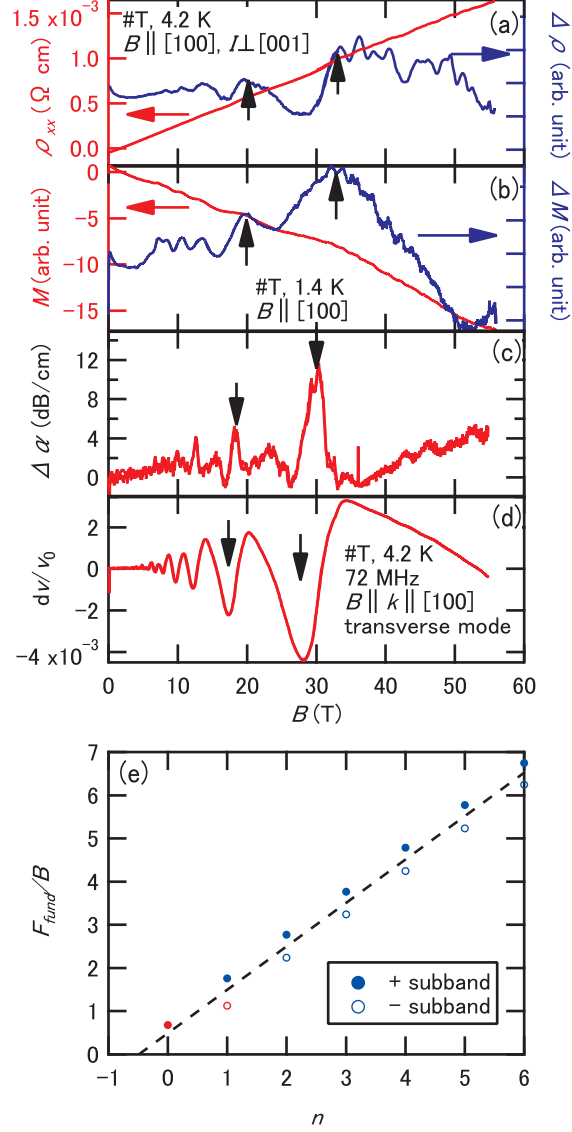 1.5 ×10⁻³
1.0
0.5
0.0
ρxx (Ω cm)
#T, 4.2 K
B || [100], I⊥[001]
(a)
Δρ (arb. unit)
0
−5
−10
−15
M (arb. unit)
#T, 1.4 K
B || [100]
(b)
ΔM (arb. unit)
12
8
4
0
Δα (dB/cm)
(c)
2
0
−2
−4 ×10⁻³
dv/v₀
(d)
#T, 4.2 K
72 MHz
B || k || [100]
transverse mode
0 10 20 30 40 50 60
B (T)
(e)
7
6
5
4
3
2
1
0
F_fund/B
+ subband
− subband
−1 0 1 2 3 4 5 6
n